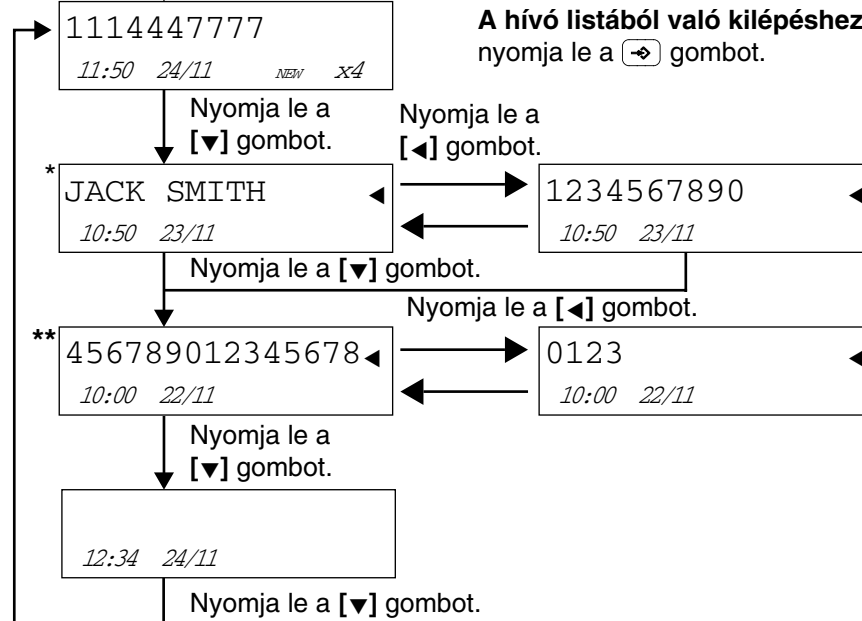 1114447777
11:50 24/11 NEW x4
A hívó listából való kilépéshez
nyomja le a gombot.
Nyomja le a
[▼] gombot.
Nyomja le a
[◀] gombot.
*
JACK SMITH ◀
10:50 23/11
1234567890 ◀
10:50 23/11
Nyomja le a [▼] gombot.
Nyomja le a [◀] gombot.
**
456789012345678◀
10:00 22/11
0123 ◀
10:00 22/11
Nyomja le a
[▼] gombot.
12:34 24/11
Nyomja le a [▼] gombot.